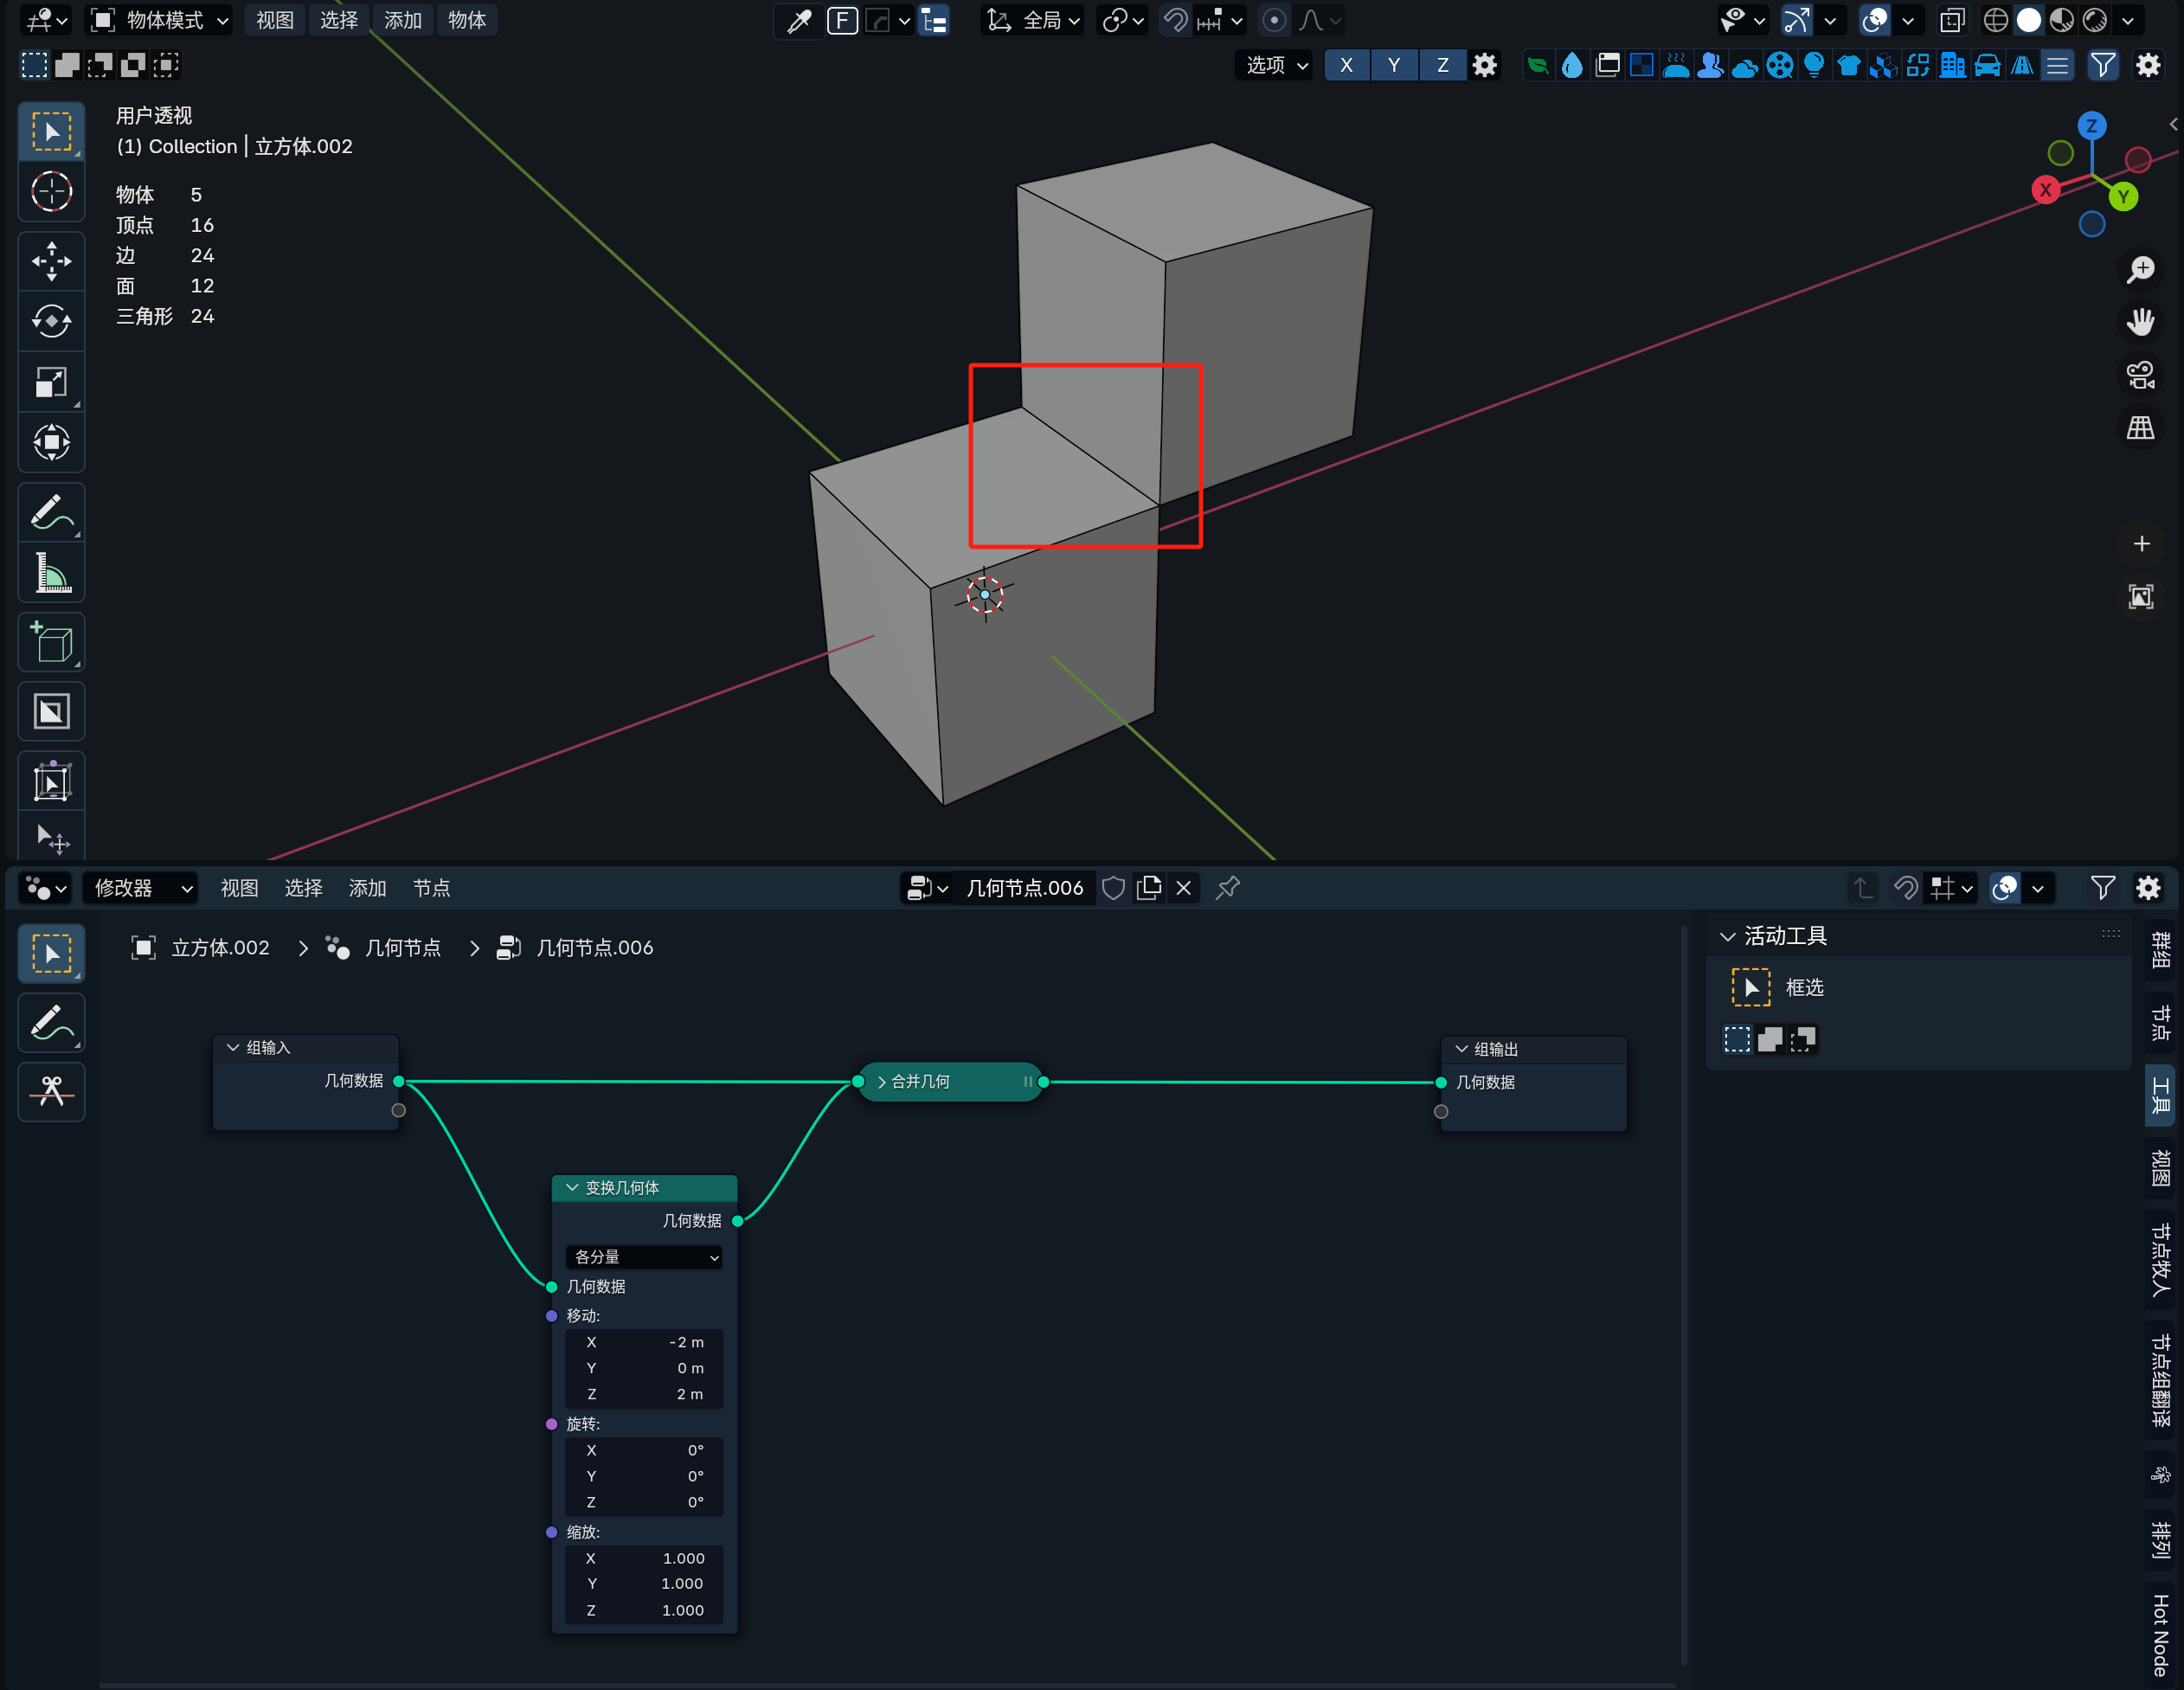 物体模式 视图 选择 添加 物体 F 全局
选项 X Y Z
用户透视
(1) Collection | 立方体.002
物体 5
顶点 16
边 24
面 12
三角形 24
Z
X
Y
修改器 视图 选择 添加 节点 几何节点.006
立方体.002 > 几何节点 > 几何节点.006
活动工具
框选
组输入
几何数据
合并几何
组输出
几何数据
变换几何体
几何数据
各分量
几何数据
移动:
X -2 m
Y 0 m
Z 2 m
旋转:
X 0°
Y 0°
Z 0°
缩放:
X 1.000
Y 1.000
Z 1.000
群组
节点
工具
视图
节点牧人
节点组翻译
排列
Hot Node